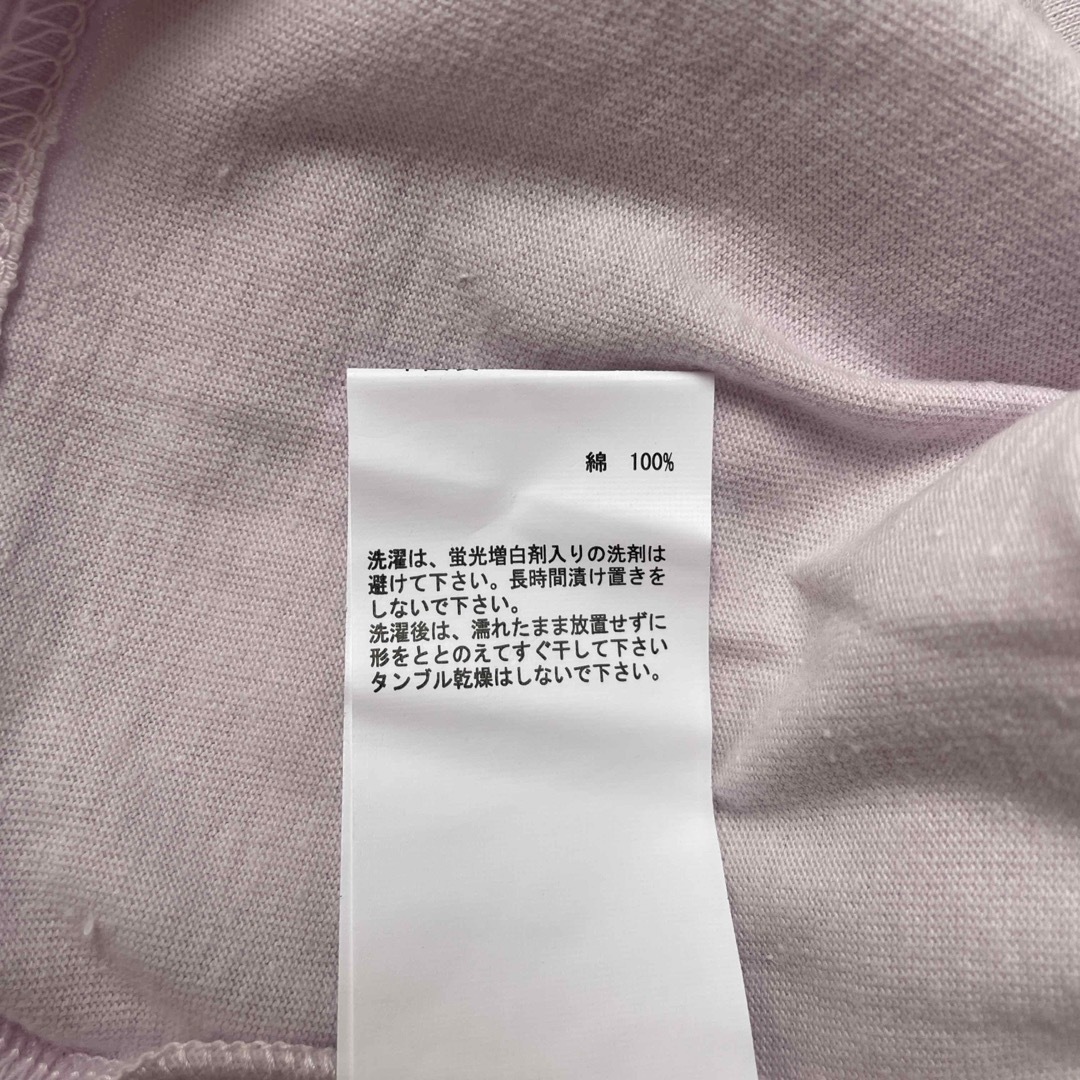 綿 100%
洗濯は、蛍光増白剤入りの洗剤は
避けて下さい。長時間漬け置きを
しないで下さい。
洗濯後は、濡れたまま放置せずに
形をととのえてすぐ干して下さい
タンブル乾燥はしないで下さい。